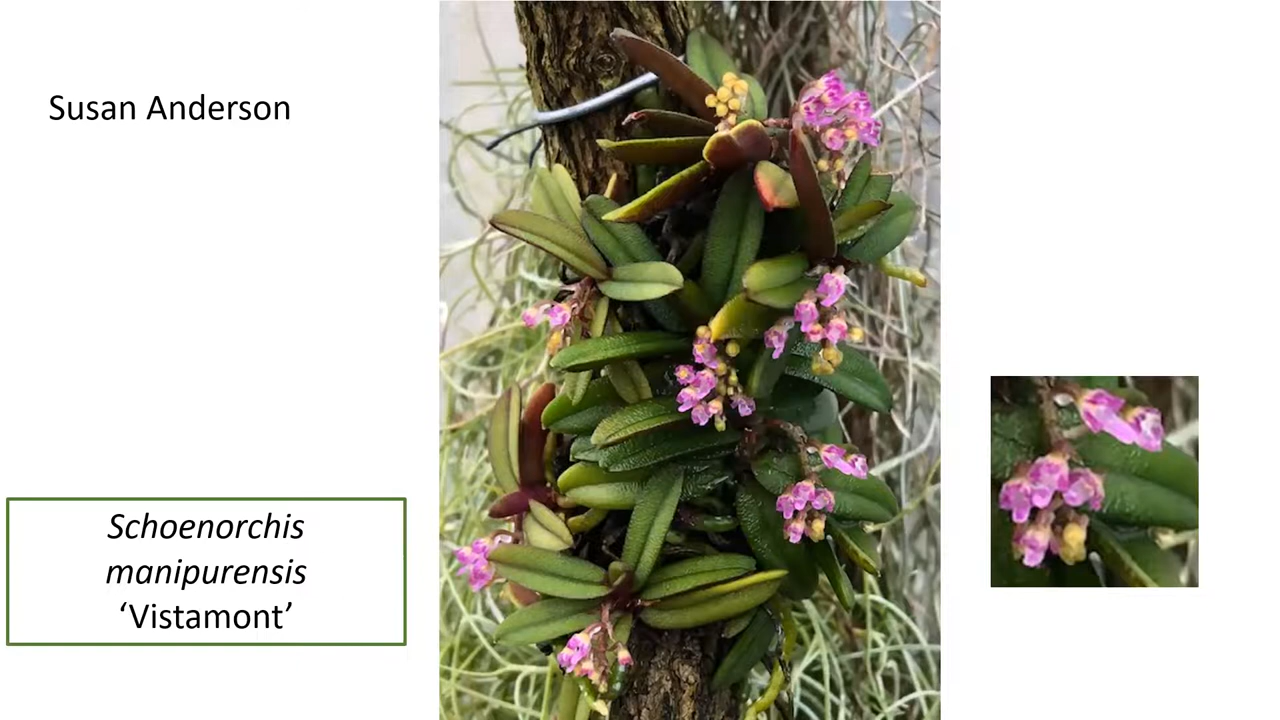 Susan Anderson
Schoenorchis
manipurensis
‘Vistamont’